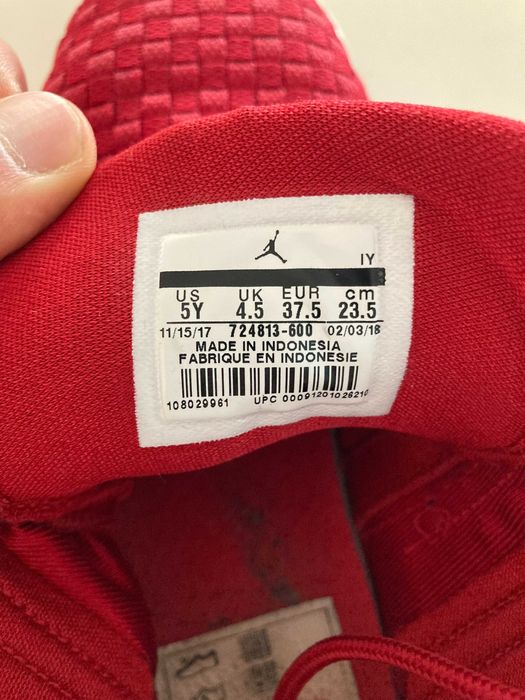 IY
US UK EUR cm
5Y 4.5 37.5 23.5
11/15/17 724813-600 02/03/18
MADE IN INDONESIA
FABRIQUE EN INDONESIE
108029961 UPC 00091201026210